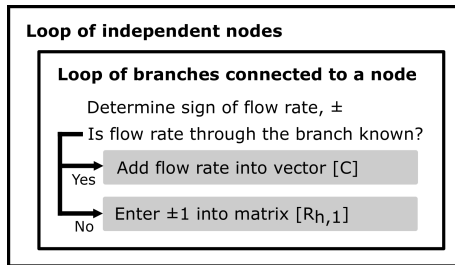 Loop of independent nodes
Loop of branches connected to a node
Determine sign of flow rate, ±
Is flow rate through the branch known?
Yes
Add flow rate into vector [C]
No
Enter ±1 into matrix [Rh,1]